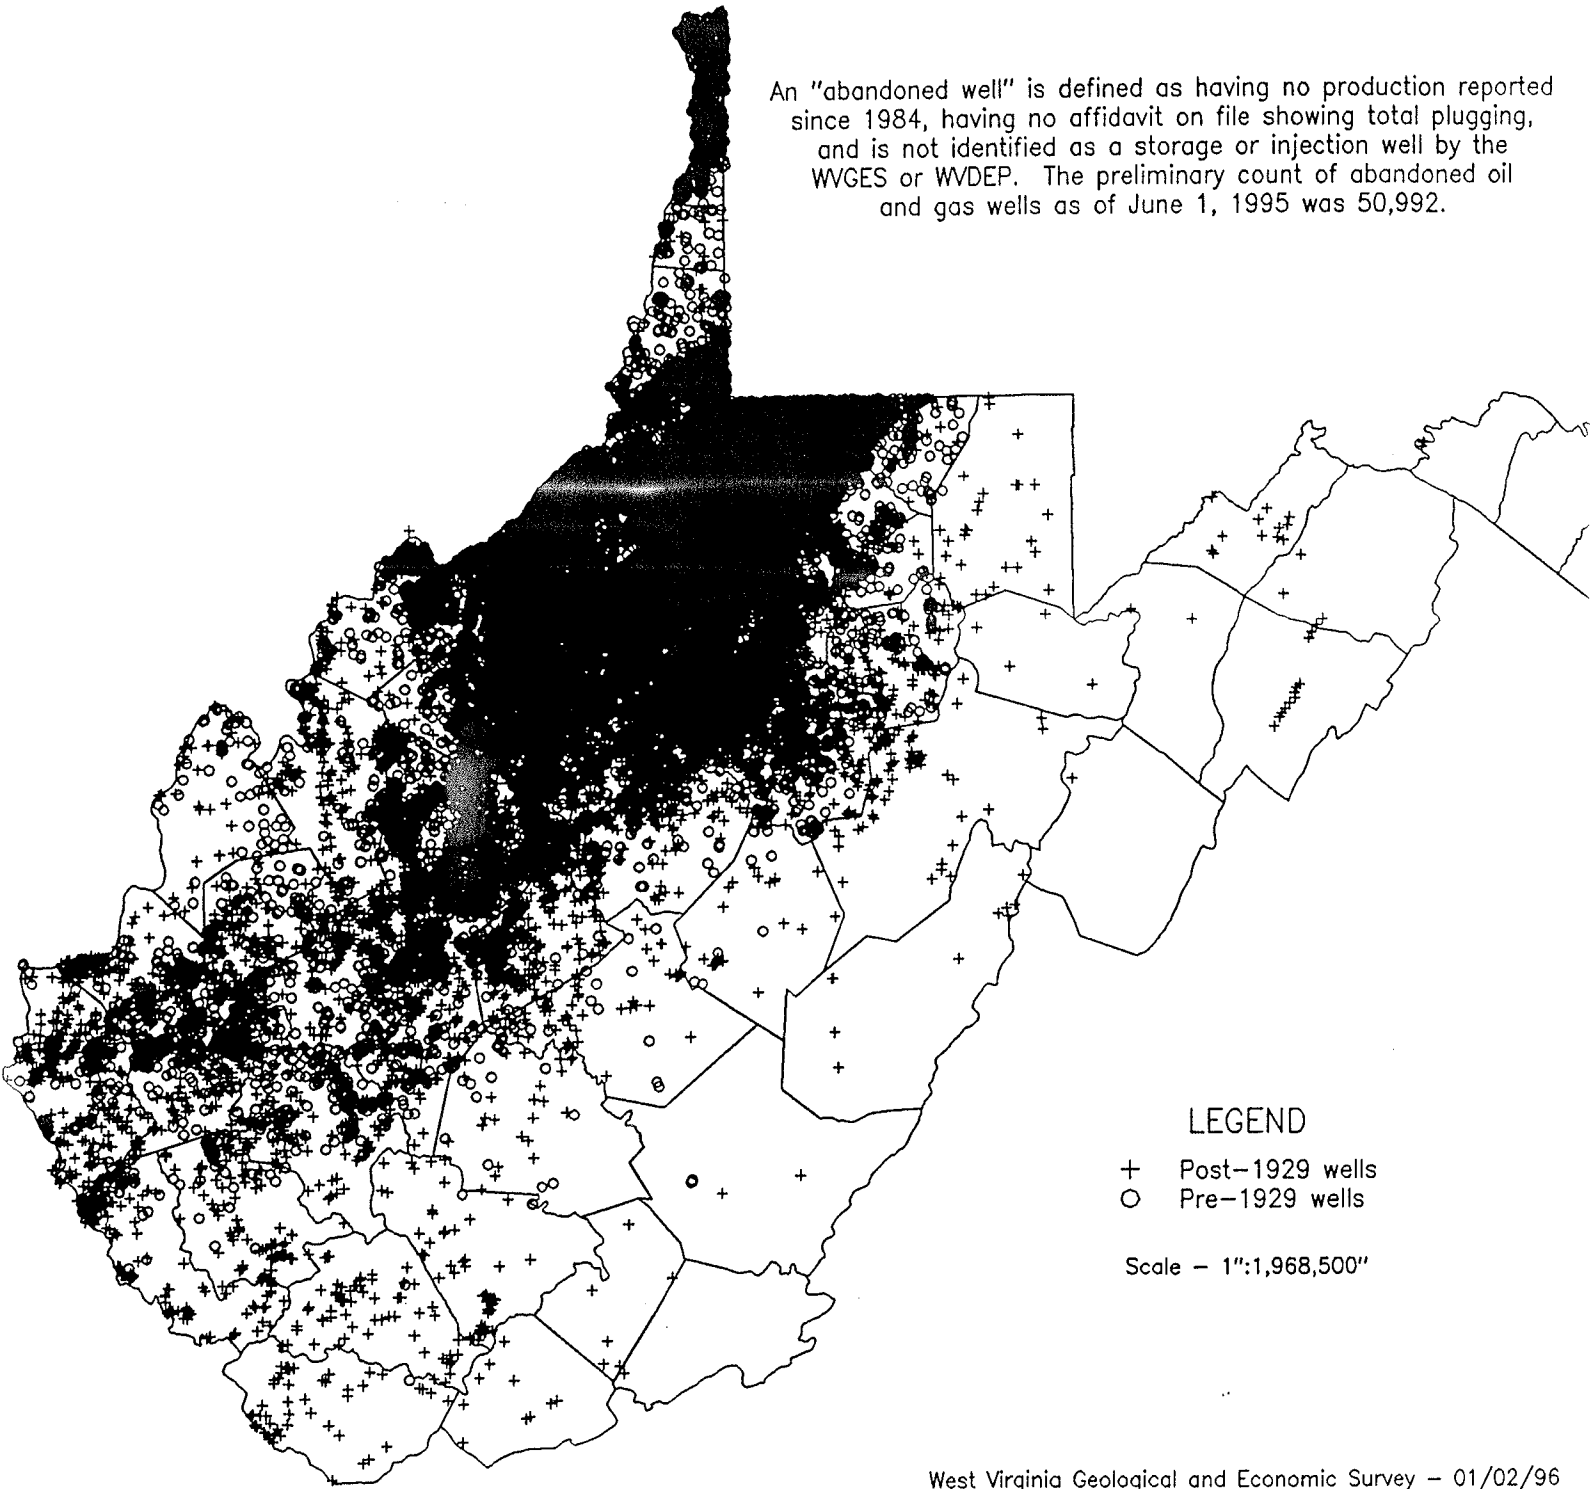 An "abandoned well" is defined as having no production reported
since 1984, having no affidavit on file showing total plugging,
and is not identified as a storage or injection well by the
WVGES or WVDEP.  The preliminary count of abandoned oil
and gas wells as of June 1, 1995 was 50,992.
LEGEND
+ Post-1929 wells
O Pre-1929 wells
Scale - 1":1,968,500"
West Virginia Geological and Economic Survey - 01/02/96